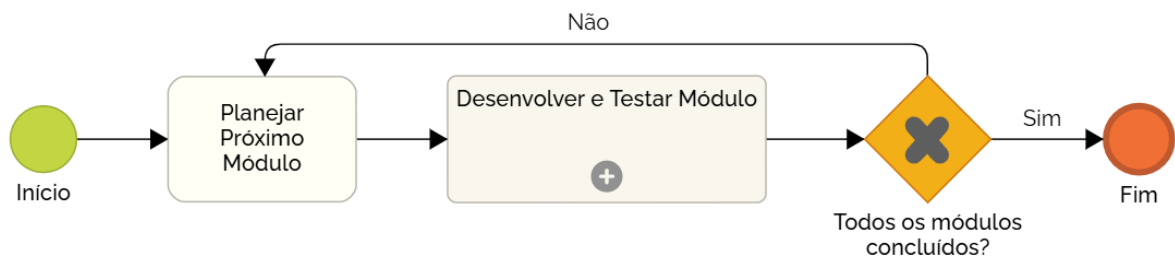 Não
Planejar
Próximo
Módulo
Desenvolver e Testar Módulo
Sim
Início
Fim
Todos os módulos
concluídos?